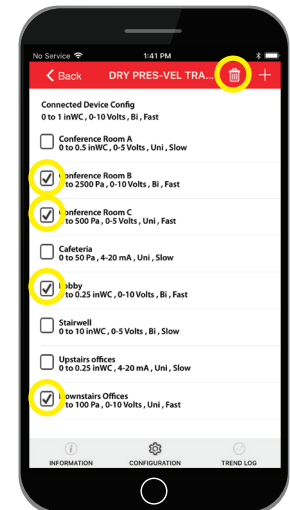 No Service 1:41 PM
Back DRY PRES-VEL TRA...
Connected Device Config
0 to 1 inWC , 0-10 Volts , Bi , Fast
Conference Room A
0 to 0.5 inWC , 0-5 Volts , Uni , Slow
onference Room B
to 2500 Pa , 0-10 Volts , Bi , Fast
onference Room C
to 500 Pa , 0-5 Volts , Uni , Fast
Cafeteria
0 to 50 Pa , 4-20 mA , Uni , Slow
obby
to 0.25 inWC , 0-10 Volts , Bi , Fast
Stairwell
0 to 10 inWC , 0-5 Volts , Bi , Slow
Upstairs offices
0 to 0.25 inWC , 4-20 mA , Uni , Slow
ownstairs Offices
to 100 Pa , 0-10 Volts , Uni , Fast
INFORMATION CONFIGURATION TREND LOG